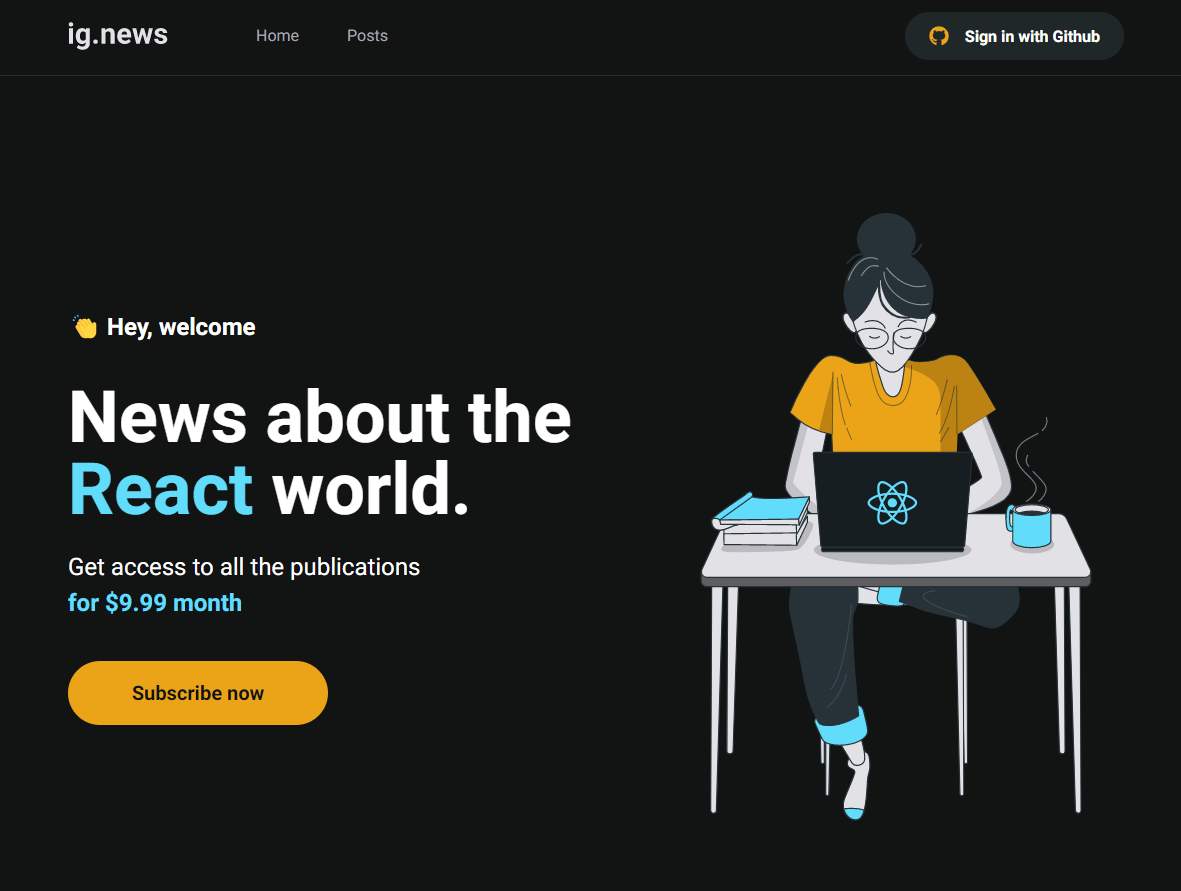 ig.news
Home
Posts
Sign in with Github
👏 Hey, welcome
News about the
React world.
Get access to all the publications
for $9.99 month
Subscribe now